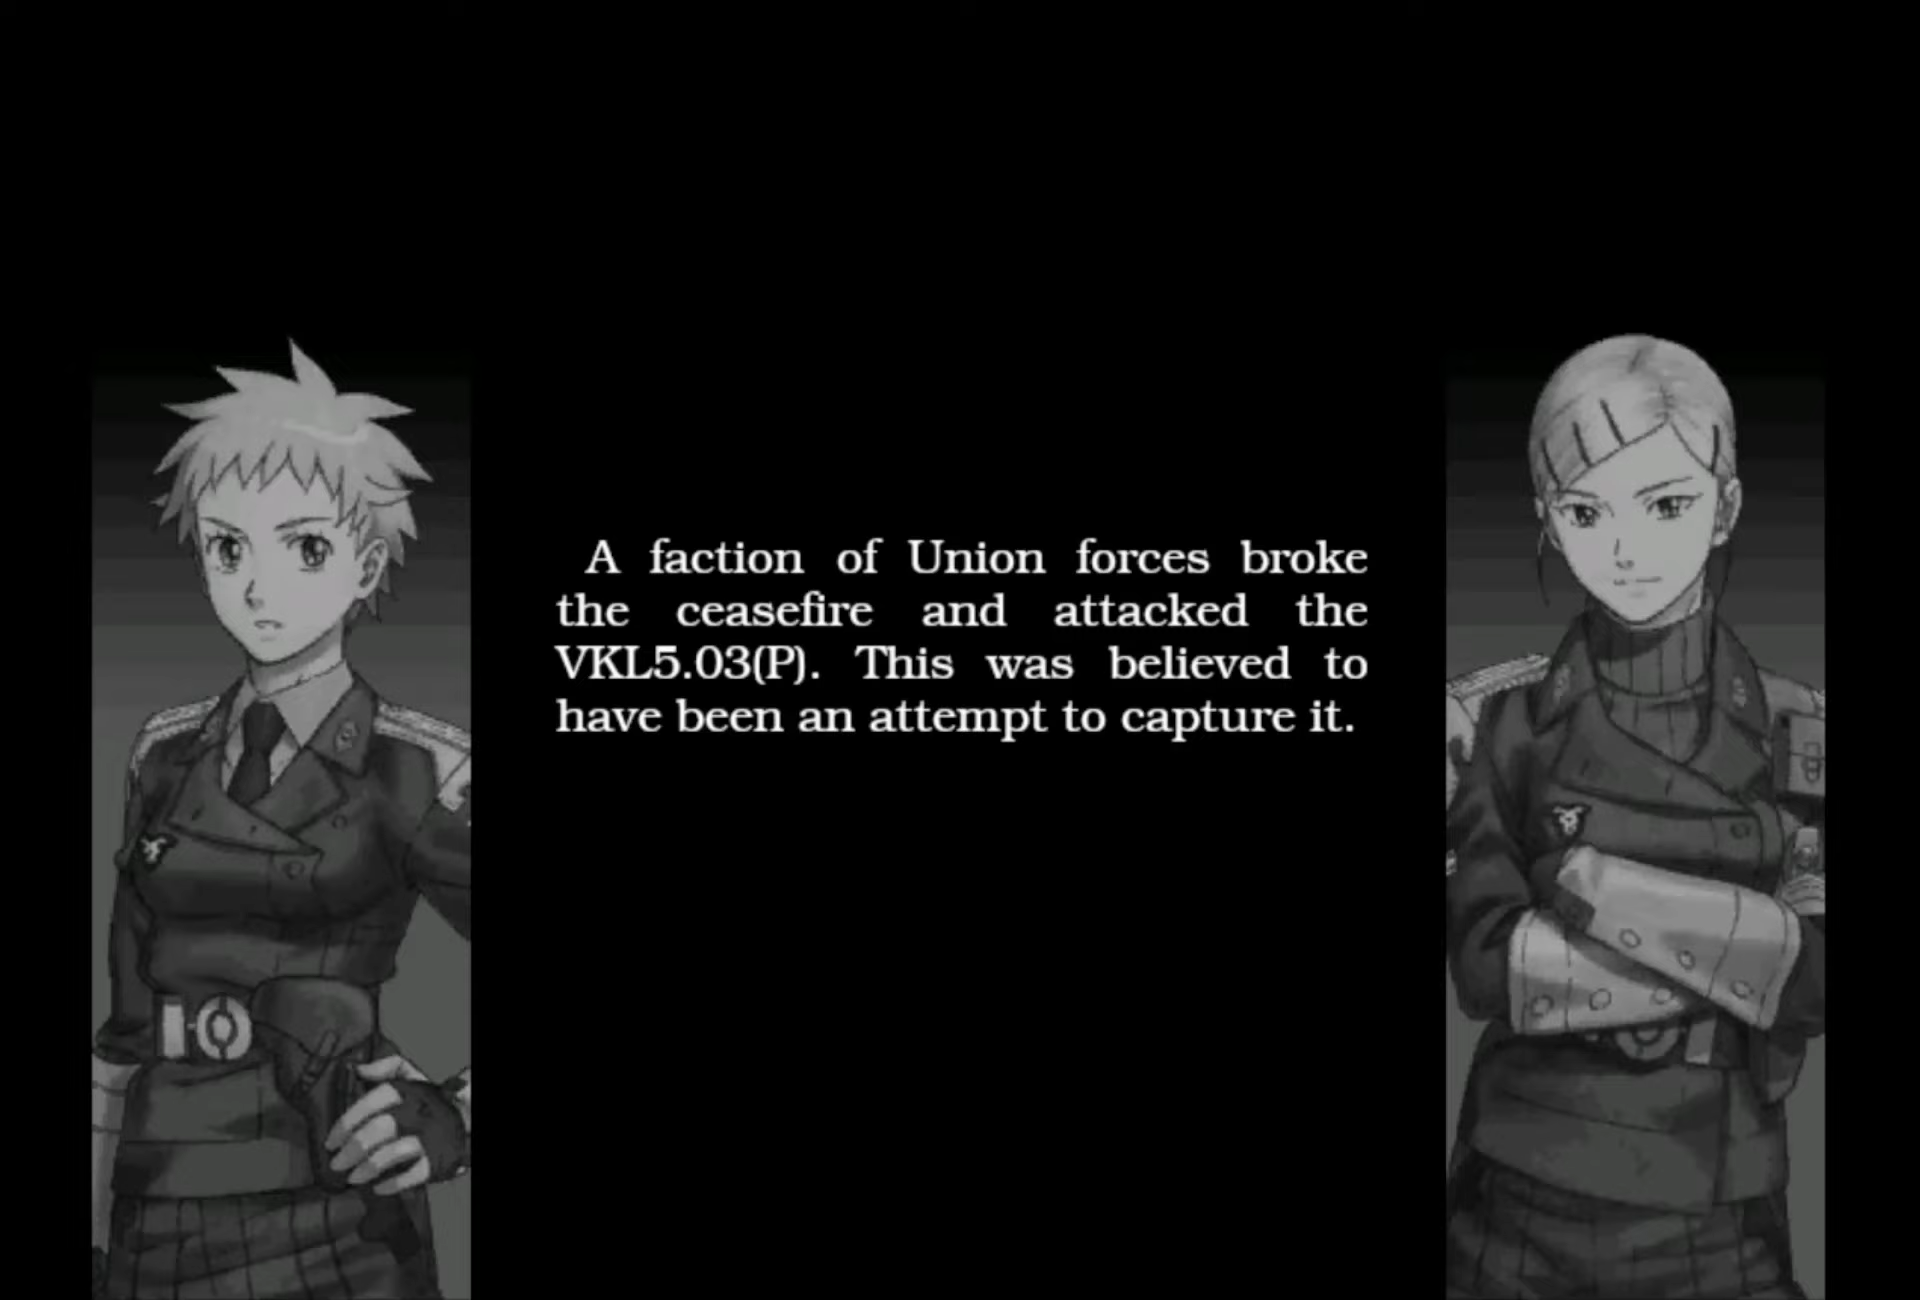 A faction of Union forces broke
the ceasefire and attacked the
VKL5.03(P). This was believed to
have been an attempt to capture it.